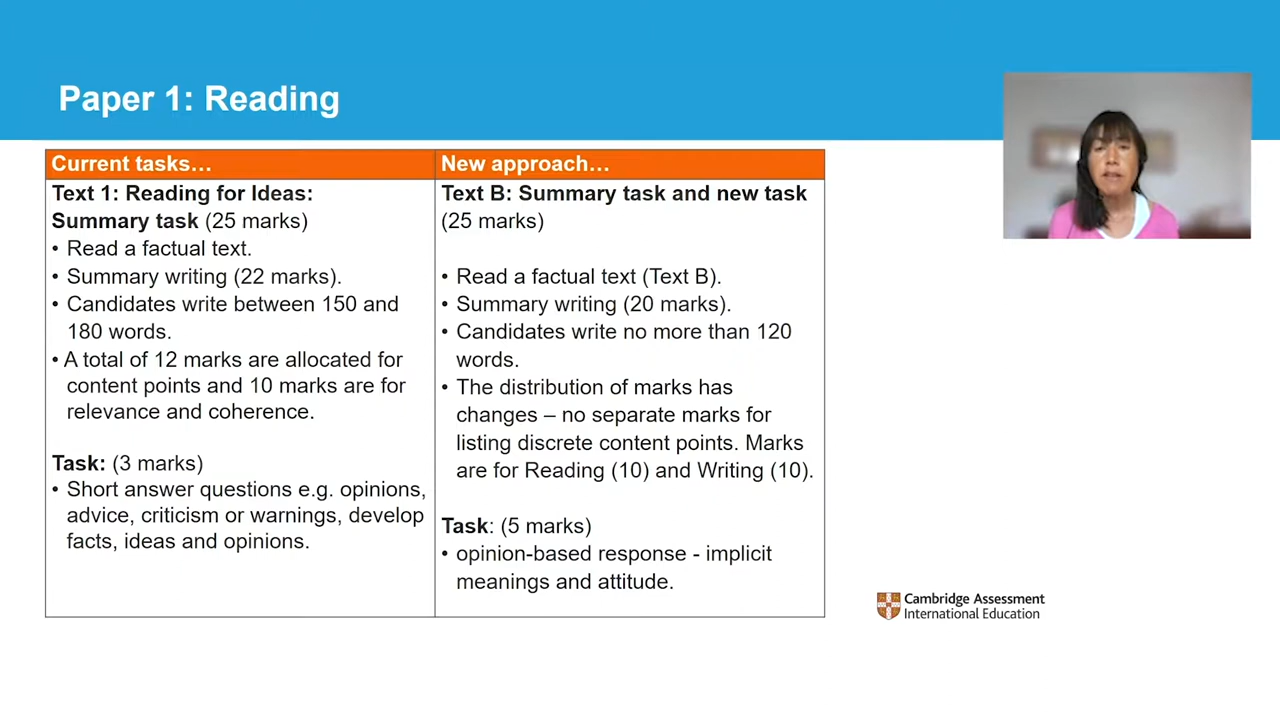 Paper 1: Reading
Current tasks…
Text 1: Reading for Ideas:
Summary task (25 marks)
• Read a factual text.
• Summary writing (22 marks).
• Candidates write between 150 and
180 words.
• A total of 12 marks are allocated for
content points and 10 marks are for
relevance and coherence.
Task: (3 marks)
• Short answer questions e.g. opinions,
advice, criticism or warnings, develop
facts, ideas and opinions.
New approach…
Text B: Summary task and new task
(25 marks)
• Read a factual text (Text B).
• Summary writing (20 marks).
• Candidates write no more than 120
words.
• The distribution of marks has
changes – no separate marks for
listing discrete content points. Marks
are for Reading (10) and Writing (10).
Task: (5 marks)
• opinion-based response - implicit
meanings and attitude.
Cambridge Assessment
International Education